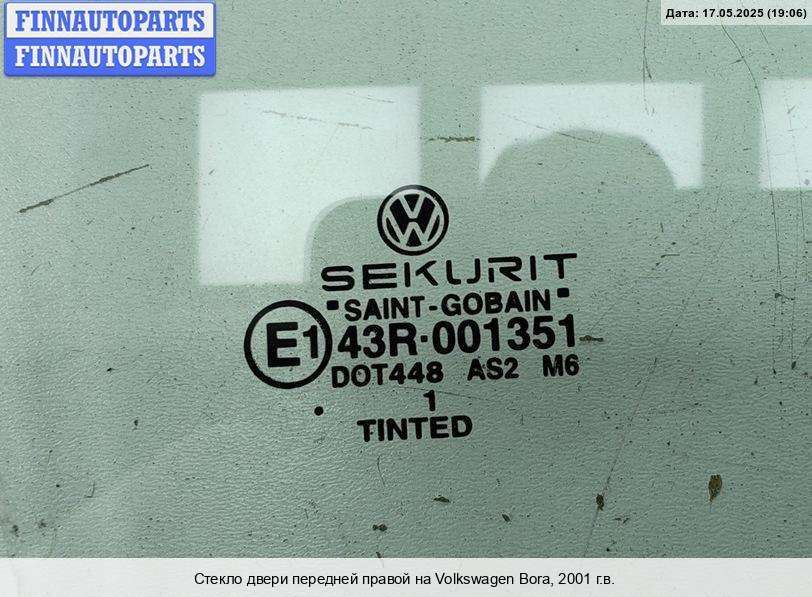 FINNAUTOPARTS
FINNAUTOPARTS
Дата: 17.05.2025 (19:06)
SEKURIT
SAINT-GOBAIN
E1 43R·001351
DOT448 AS2 M6
1
TINTED
Стекло двери передней правой на Volkswagen Bora, 2001 г.в.